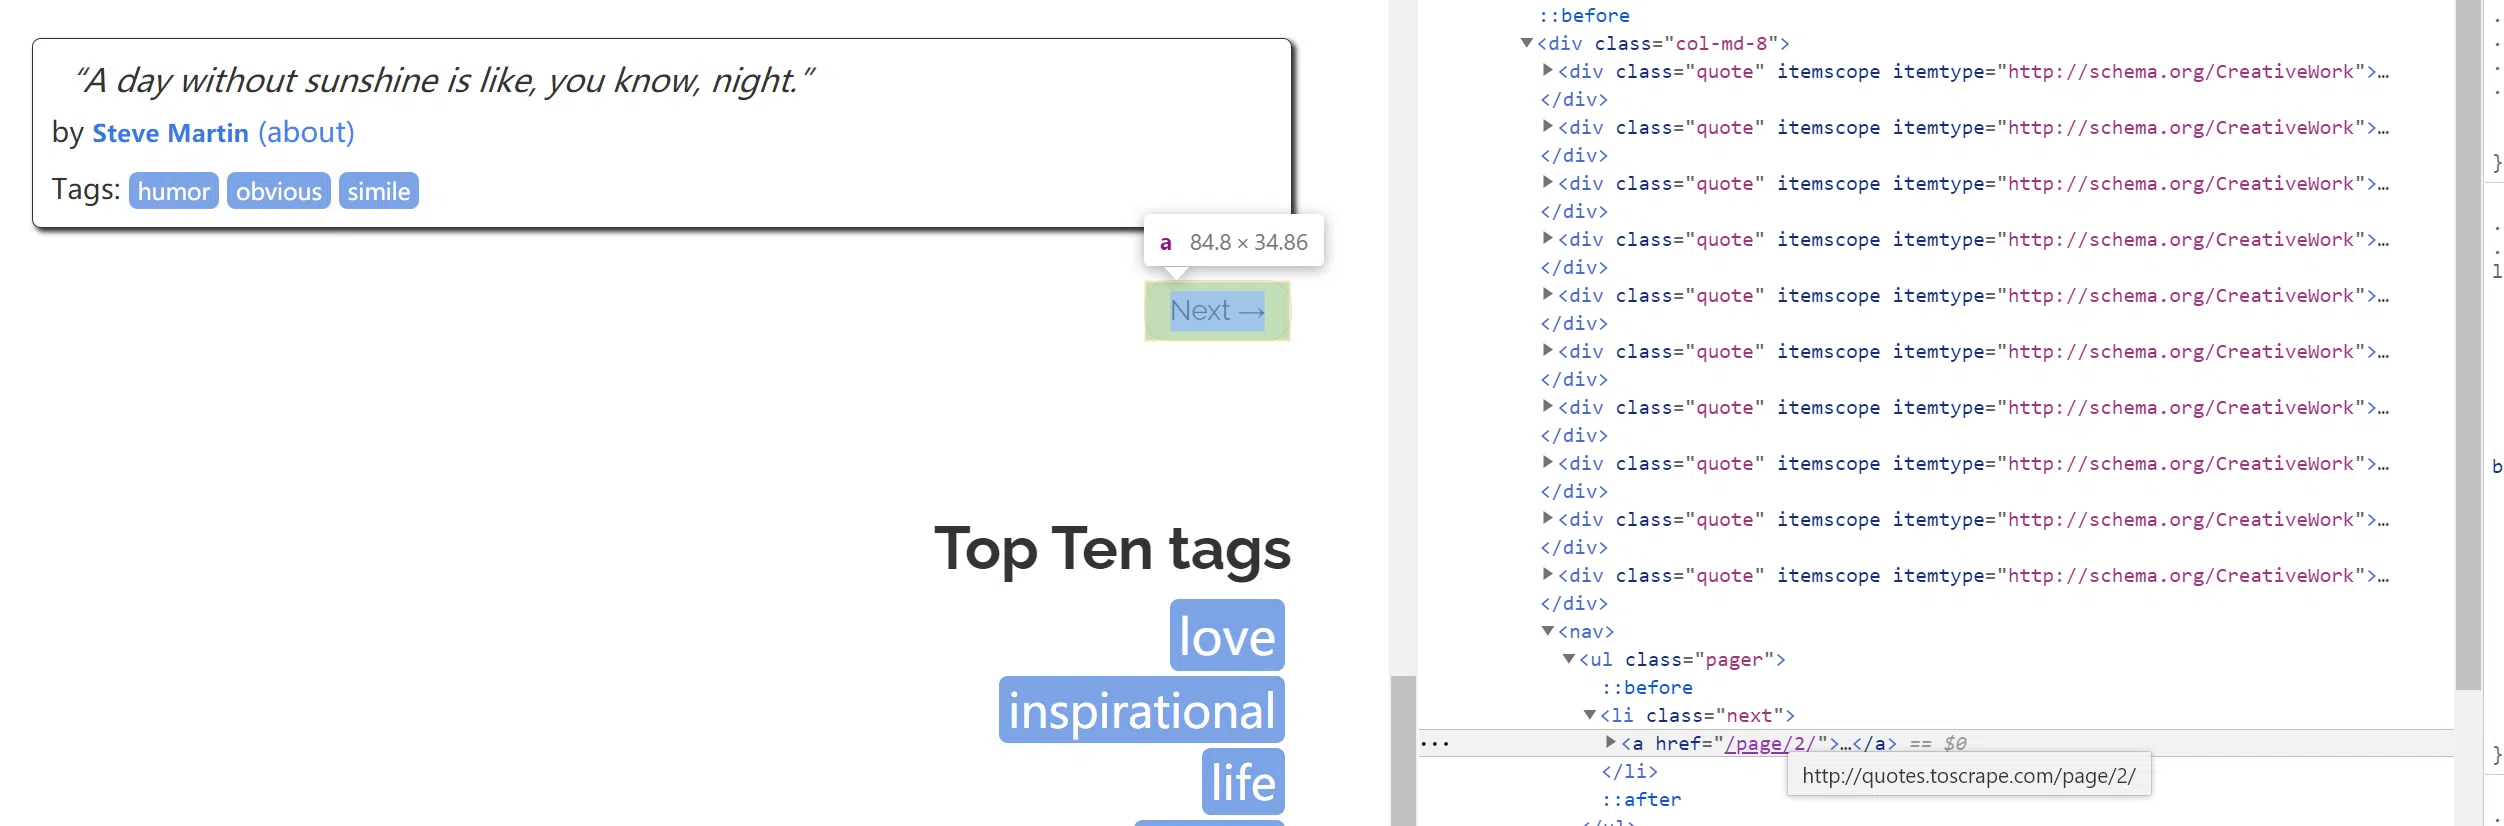 “A day without sunshine is like, you know, night.”
by Steve Martin (about)
Tags: humor obvious simile
a 84.8 × 34.86
Next →
Top Ten tags
love
inspirational
life
::before
<div class="col-md-8">
<div class="quote" itemscope itemtype="http://schema.org/CreativeWork">…
</div>
<div class="quote" itemscope itemtype="http://schema.org/CreativeWork">…
</div>
<div class="quote" itemscope itemtype="http://schema.org/CreativeWork">…
</div>
<div class="quote" itemscope itemtype="http://schema.org/CreativeWork">…
</div>
<div class="quote" itemscope itemtype="http://schema.org/CreativeWork">…
</div>
<div class="quote" itemscope itemtype="http://schema.org/CreativeWork">…
</div>
<div class="quote" itemscope itemtype="http://schema.org/CreativeWork">…
</div>
<div class="quote" itemscope itemtype="http://schema.org/CreativeWork">…
</div>
<div class="quote" itemscope itemtype="http://schema.org/CreativeWork">…
</div>
<div class="quote" itemscope itemtype="http://schema.org/CreativeWork">…
</div>
<nav>
<ul class="pager">
::before
<li class="next">
... <a href="/page/2/">…</a> == $0
</li>
http://quotes.toscrape.com/page/2/
::after